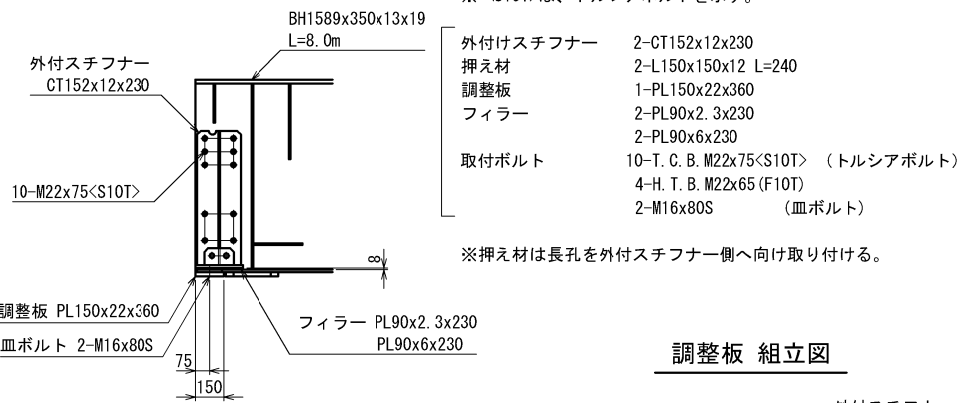 BH1589x350x13x19
L=8.0m
外付スチフナー
CT152x12x230
10-M22x75<S10T>
8
調整板 PL150x22x360
皿ボルト 2-M16x80S
75
150
フィラー PL90x2.3x230
PL90x6x230
外付けスチフナー 2-CT152x12x230
押え材 2-L150x150x12 L=240
調整板 1-PL150x22x360
フィラー 2-PL90x2.3x230
2-PL90x6x230
取付ボルト 10-T.C.B.M22x75<S10T> (トルシアボルト)
4-H.T.B.M22x65(F10T)
2-M16x80S (皿ボルト)
※押え材は長孔を外付スチフナー側へ向け取り付ける。
調整板 組立図